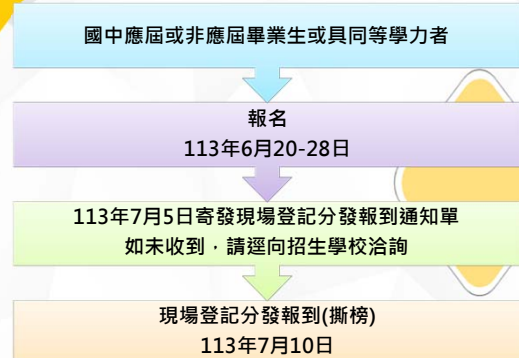 國中應屆或非應屆畢業生或具同等學力者
報名
113年6月20-28日
113年7月5日寄發現場登記分發報到通知單
如未收到，請逕向招生學校洽詢
現場登記分發報到(撕榜)
113年7月10日